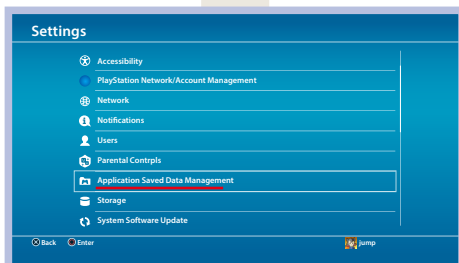 Settings
Accessibility
PlayStation Network/Account Management
Network
Notifications
Users
Parental Contrpls
Application Saved Data Management
Storage
System Software Update
Back Enter jump